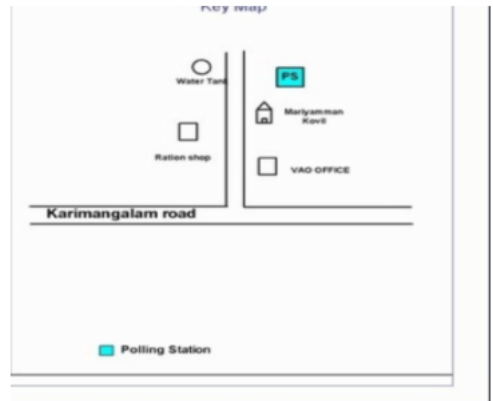 Key Map
Water Tank
PS
Mariyamman
Kovil
Ration shop
VAO OFFICE
Karimangalam road
Polling Station